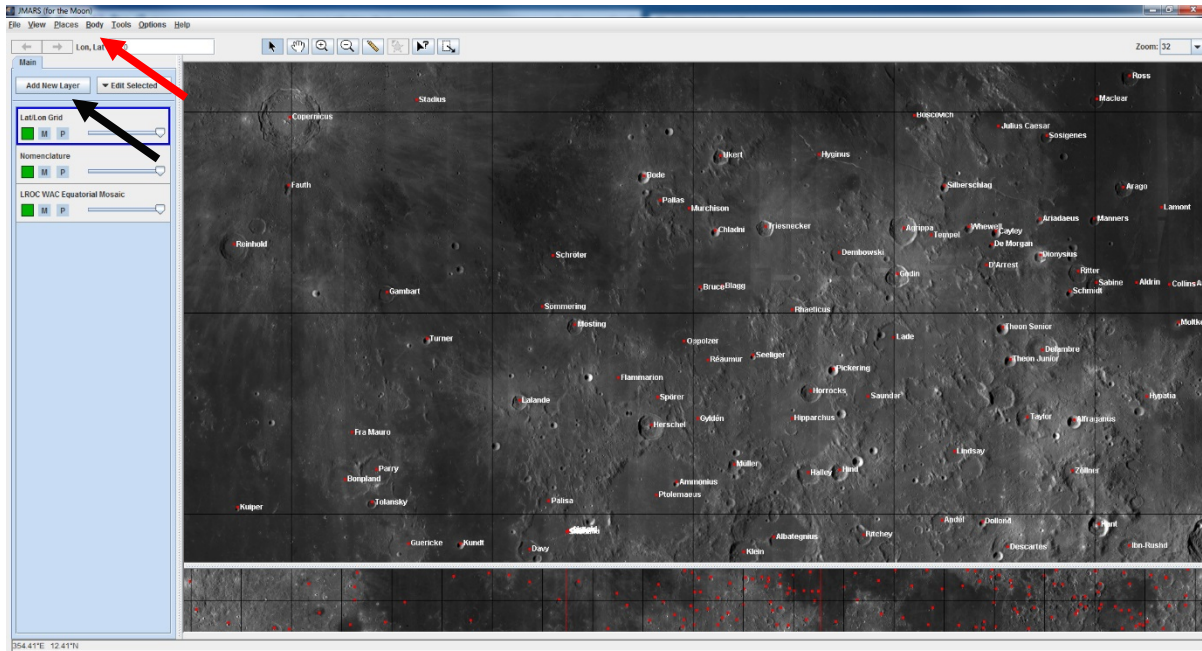 JMARS (for the Moon)
File View Places Body Tools Options Help
Lon, Lat
Zoom: 32
Main
Add New Layer
Edit Selected
Lat/Lon Grid
M P
Nomenclature
M P
LROC WAC Equatorial Mosaic
M P
Ross
Maclear
Stadius
Copernicus
Boscovich
Julius Caesar
Sosigenes
Ukert
Hyginus
Bode
Fauth
Silberschlag
Arago
Pallas
Murchison
Lamont
Chladni
Triesnecker
Agrippa
Tempel
Whewell
Cayley
Ariadaeus
Manners
Reinhold
De Morgan
Schröter
Dembowski
Dionysius
D'Arrest
Godin
Ritter
Sabine
Aldrin
Collins
Gambart
Bruce
Blagg
Schmidt
Sommering
Rhaeticus
Mösting
Theon Senior
Moltke
Turner
Oppolzer
Lade
Réaumur
Seeliger
Delambre
Theon Junior
Pickering
Flammarion
Lalande
Spörer
Horrocks
Saunder
Hypatia
Herschel
Gyldén
Hipparchus
Taylor
Alfraganus
Fra Mauro
Lindsay
Parry
Bonpland
Müller
Halley
Hind
Zöllner
Ammonius
Ptolemaeus
Tolansky
Palisa
Kuiper
Andel
Dollond
Kant
Albategnius
Ritchey
Guericke
Kundt
Davy
Klein
Descartes
Ibn-Rushd
354.41°E 12.41°N